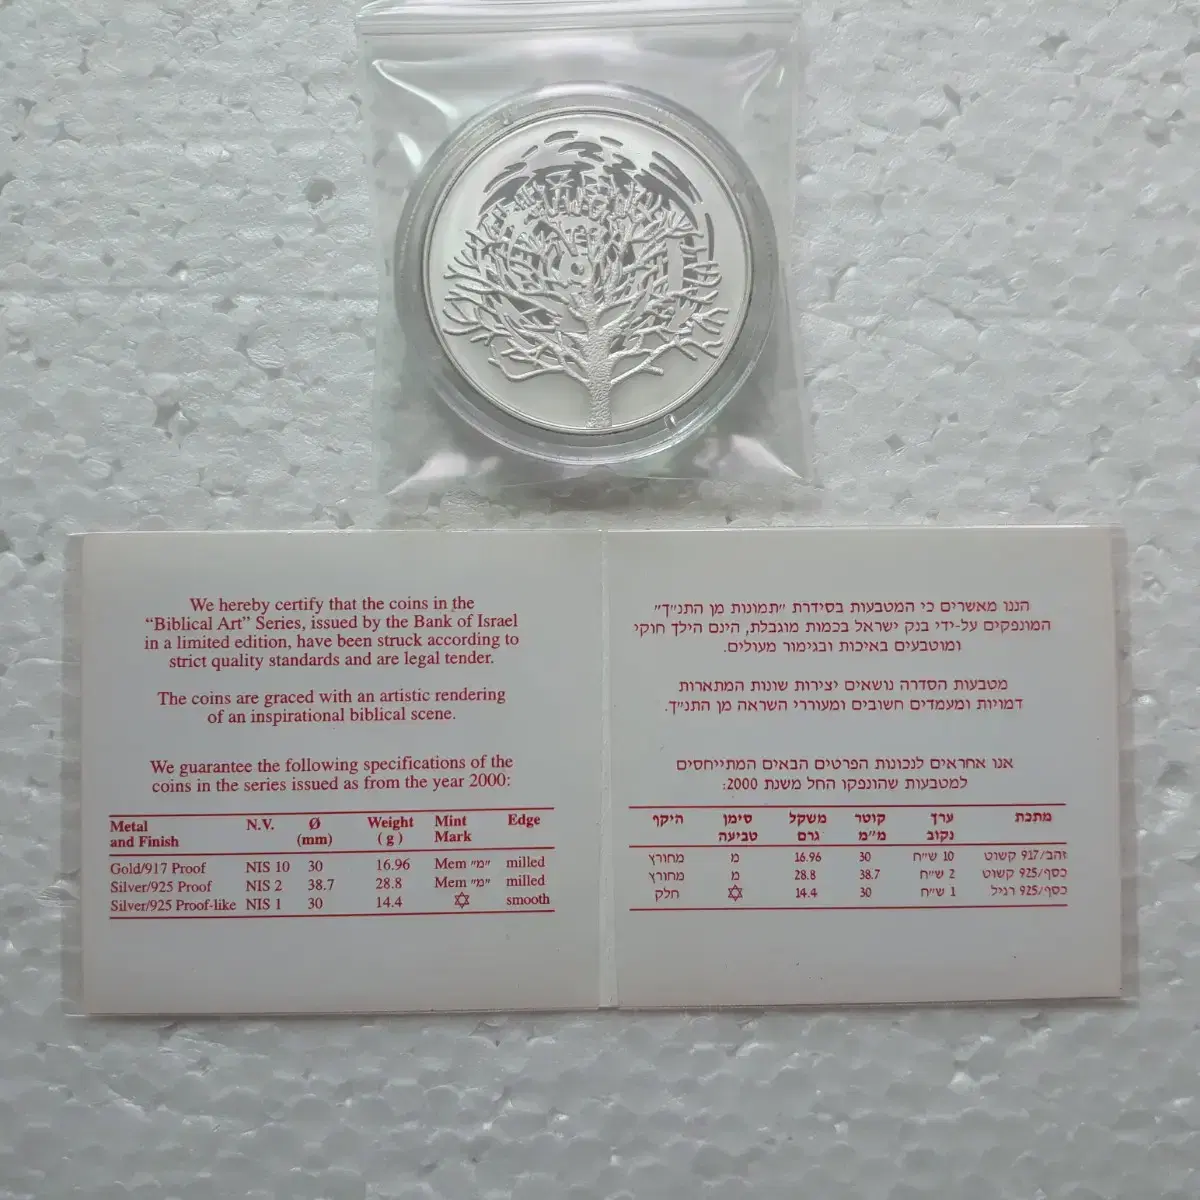 We hereby certify that the coins in the
“Biblical Art” Series, issued by the Bank of Israel
in a limited edition, have been struck according to
strict quality standards and are legal tender.
The coins are graced with an artistic rendering
of an inspirational biblical scene.
We guarantee the following specifications of the
coins in the series issued as from the year 2000:
Metal and Finish N.V. Ø (mm) Weight (g) Mint Mark Edge
Gold/917 Proof NIS 10 30 16.96 Mem "מ" milled
Silver/925 Proof NIS 2 38.7 28.8 Mem "מ" milled
Silver/925 Proof-like NIS 1 30 14.4 ✡ smooth
הננו מאשרים כי המטבעות בסידרת "תמונות מן התנ"ך"
המונפקים על-ידי בנק ישראל בכמות מוגבלת, הינם הילך חוקי
ומוטבעים באיכות ובגימור מעולים.
מטבעות הסדרה נושאים יצירות שונות המתארות
דמויות ומעמדים חשובים ומעוררי השראה מן התנ"ך.
אנו אחראים לנכונות הפרטים הבאים המתייחסים
למטבעות שהונפקו החל משנת 2000:
מתכת ערך נקוב קוטר מ"מ משקל גרם סימן טביעה היקף
זהב/917 קשוט 10 ש"ח 30 16.96 מ מחורץ
כסף/925 קשוט 2 ש"ח 38.7 28.8 מ מחורץ
כסף/925 רגיל 1 ש"ח 30 14.4 ✡ חלק